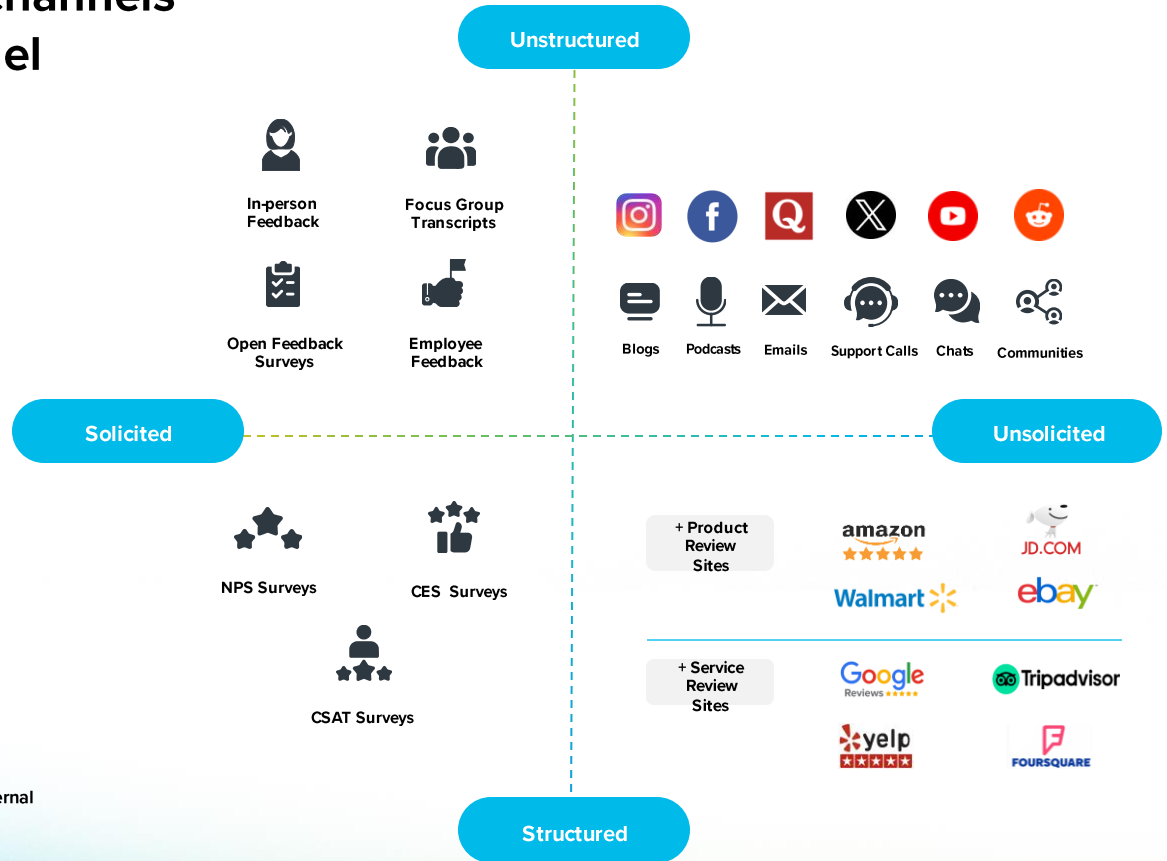 el
Unstructured
In-person
Feedback
Focus Group
Transcripts
Open Feedback
Surveys
Employee
Feedback
Blogs
Podcasts
Emails
Support Calls
Chats
Communities
Solicited
Unsolicited
NPS Surveys
CES Surveys
CSAT Surveys
+ Product
Review
Sites
amazon
JD.COM
Walmart
ebay
+ Service
Review
Sites
Google
Reviews
Tripadvisor
yelp
FOURSQUARE
ernal
Structured